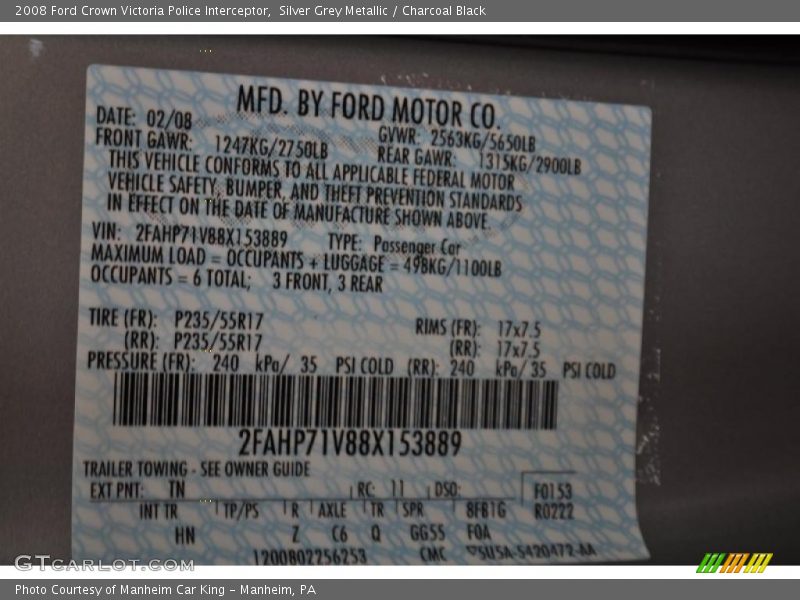 2008 Ford Crown Victoria Police Interceptor, Silver Grey Metallic / Charcoal Black
MFD. BY FORD MOTOR CO.
DATE: 02/08 GVWR: 2563KG/5650LB
FRONT GAWR: 1247KG/2750LB REAR GAWR: 1315KG/2900LB
THIS VEHICLE CONFORMS TO ALL APPLICABLE FEDERAL MOTOR
VEHICLE SAFETY, BUMPER, AND THEFT PREVENTION STANDARDS
IN EFFECT ON THE DATE OF MANUFACTURE SHOWN ABOVE.
VIN: 2FAHP71V88X153889 TYPE: Passenger Car
MAXIMUM LOAD = OCCUPANTS + LUGGAGE = 498KG/1100LB
OCCUPANTS = 6 TOTAL; 3 FRONT, 3 REAR
TIRE (FR): P235/55R17 RIMS (FR): 17x7.5
(RR): P235/55R17 (RR): 17x7.5
PRESSURE (FR): 240 kPa/ 35 PSI COLD (RR): 240 kPa/ 35 PSI COLD
2FAHP71V88X153889
TRAILER TOWING - SEE OWNER GUIDE
EXT PNT: TN RC: 11 DSO: F0153
INT TR TP/PS R AXLE TR SPR 8FB1G R0222
HN Z C6 Q GG55 F0A
1200802256253 CMC 5U5A-5420472-AA
GTCarLot.com
Photo Courtesy of Manheim Car King - Manheim, PA